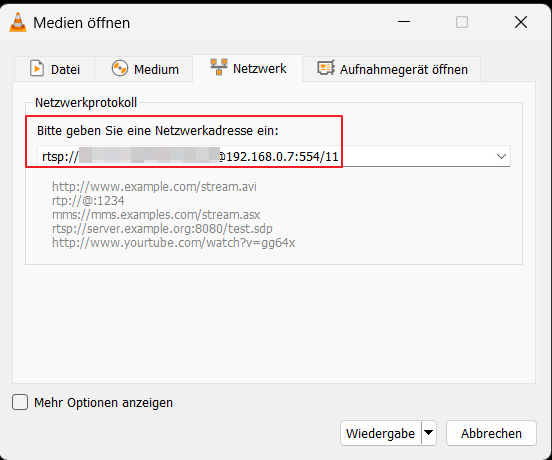 Medien öffnen
Datei
Medium
Netzwerk
Aufnahmegerät öffnen
Netzwerkprotokoll
Bitte geben Sie eine Netzwerkadresse ein:
rtsp:// @192.168.0.7:554/11
http://www.example.com/stream.avi
rtp://@:1234
mms://mms.examples.com/stream.asx
rtsp://server.example.org:8080/test.sdp
http://www.yourtube.com/watch?v=gg64x
Mehr Optionen anzeigen
Wiedergabe
Abbrechen